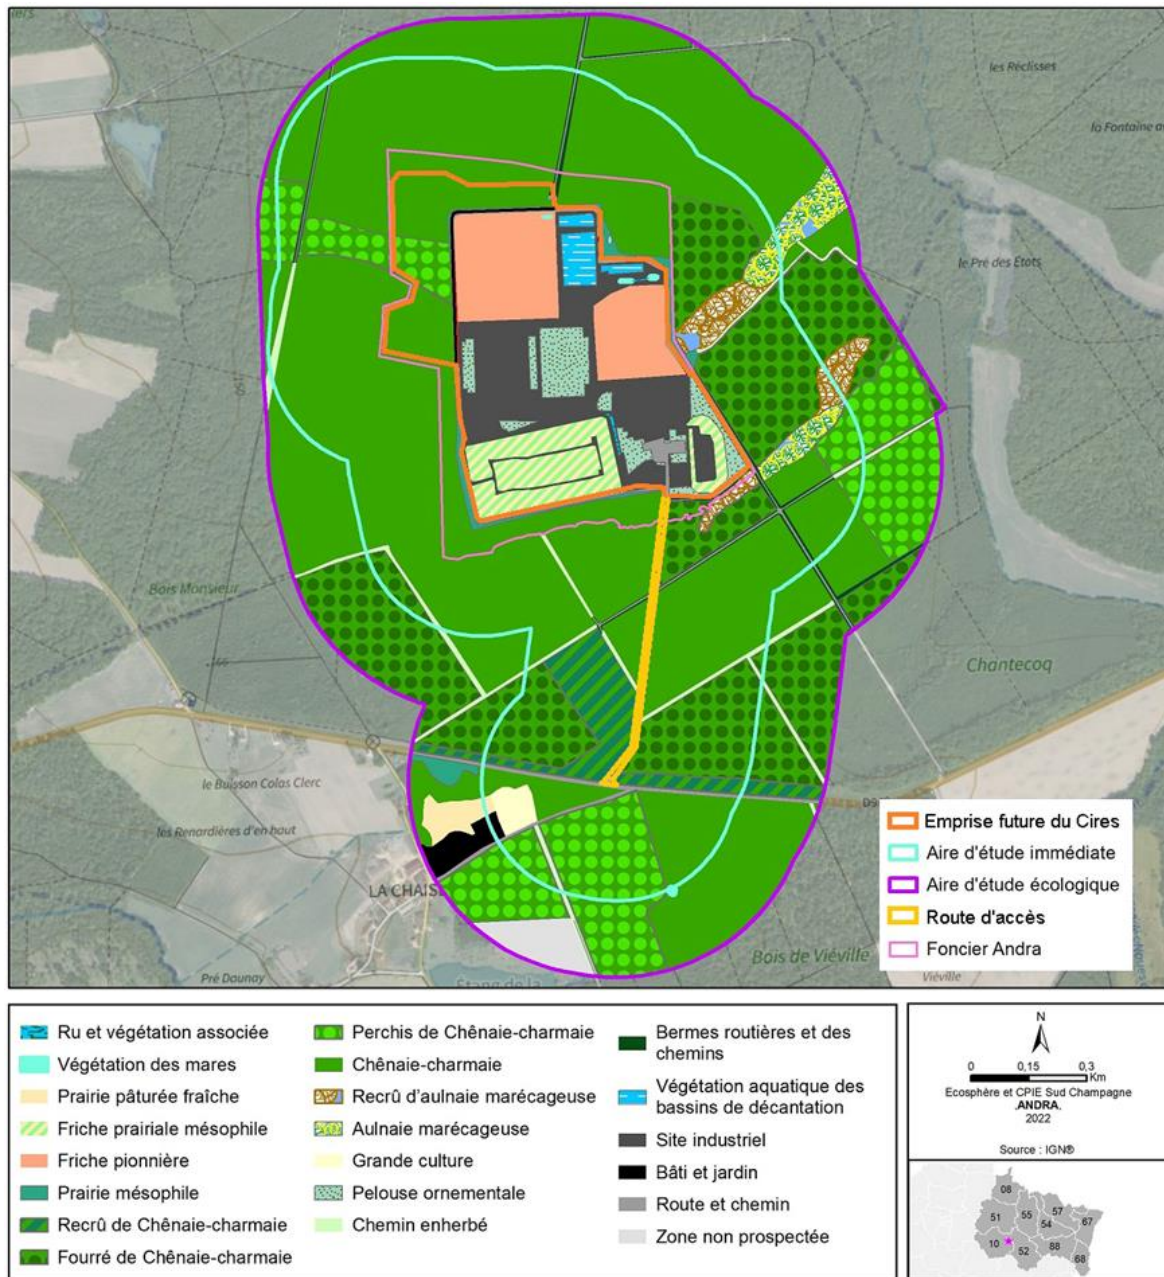 les Réclisses
la Fontaine a
le Pré des Étots
Bois Monsieur
Chantecoq
le Buisson Colas Clerc
les Renardières d'en haut
D9
LA CHAISE
Bois de Viéville
Pré Daunay
Étang de la
Viéville
Emprise future du Cires
Aire d'étude immédiate
Aire d'étude écologique
Route d'accès
Foncier Andra
Ru et végétation associée
Végétation des mares
Prairie pâturée fraîche
Friche prairiale mésophile
Friche pionnière
Prairie mésophile
Recrû de Chênaie-charmaie
Fourré de Chênaie-charmaie
Perchis de Chênaie-charmaie
Chênaie-charmaie
Recrû d'aulnaie marécageuse
Aulnaie marécageuse
Grande culture
Pelouse ornementale
Chemin enherbé
Bermes routières et des
chemins
Végétation aquatique des
bassins de décantation
Site industriel
Bâti et jardin
Route et chemin
Zone non prospectée
N
0 0,15 0,3
Km
Ecosphère et CPIE Sud Champagne
.ANDRA.
2022
Source : IGN®
08
51 55 57
54 67
10 52 88
68